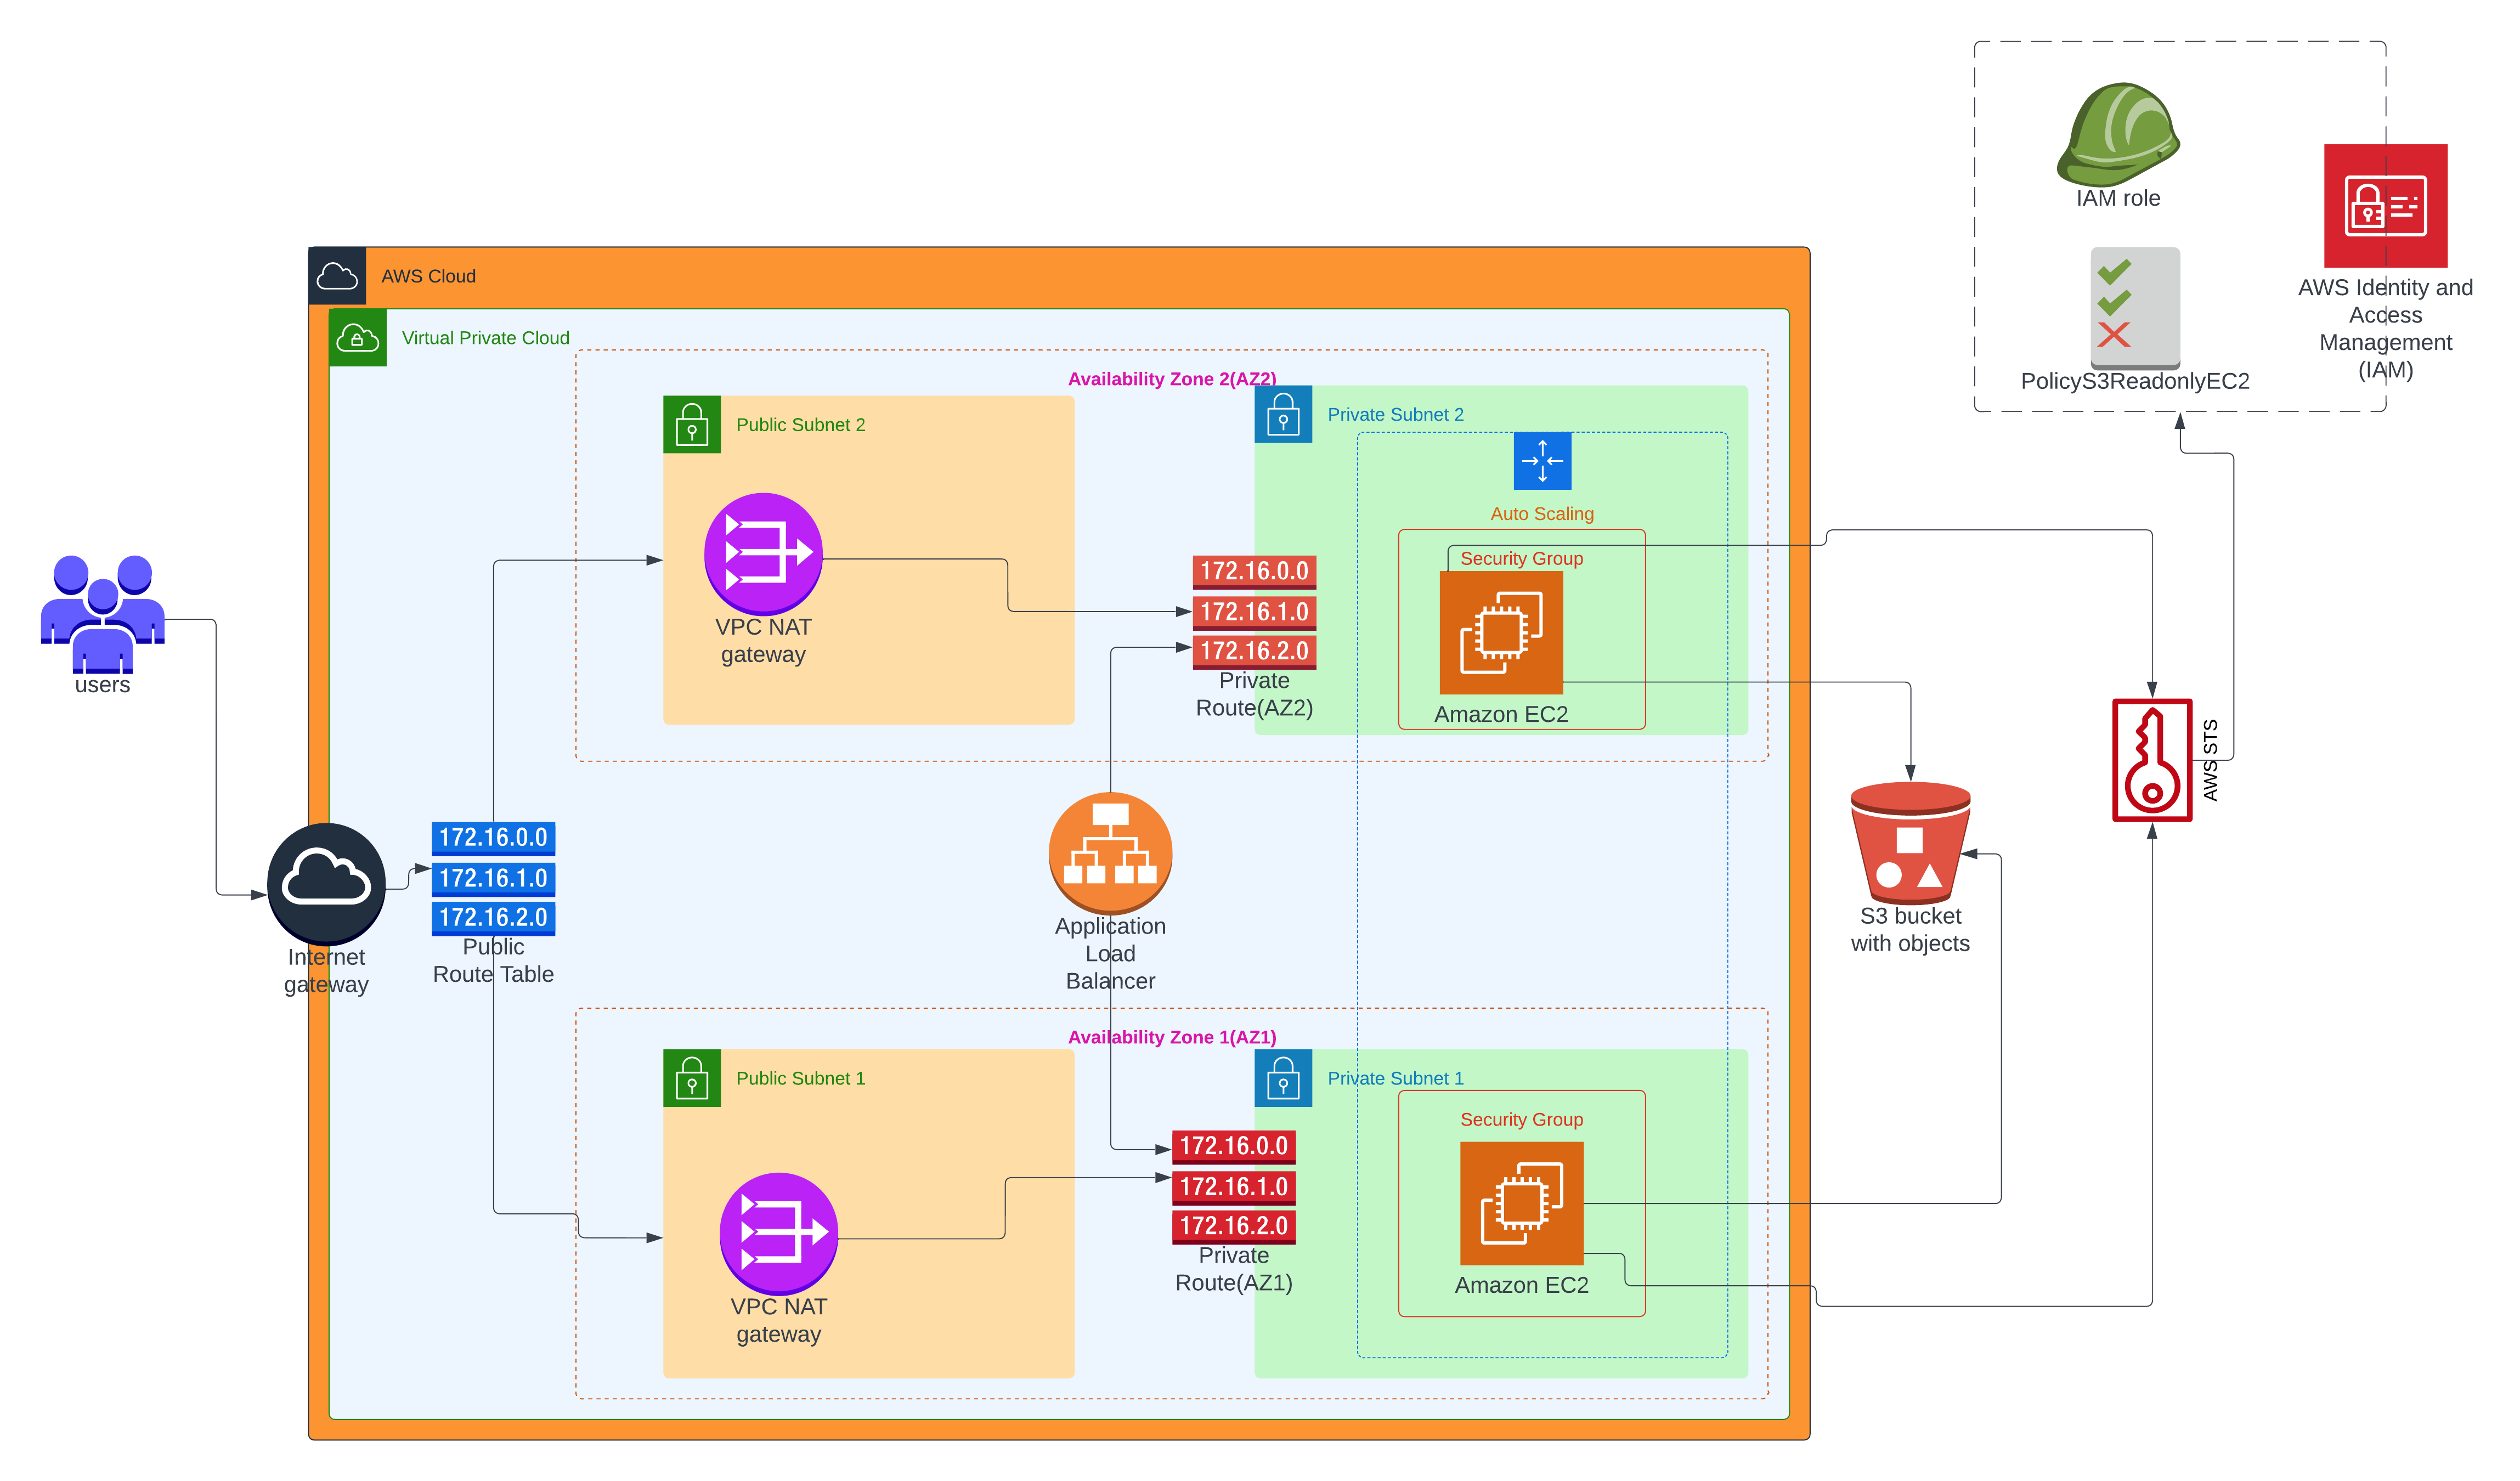 IAM role
AWS Identity and
Access
Management
(IAM)
PolicyS3ReadonlyEC2
AWS Cloud
Virtual Private Cloud
Availability Zone 2(AZ2)
Public Subnet 2
Private Subnet 2
Auto Scaling
Security Group
172.16.0.0
172.16.1.0
172.16.2.0
VPC NAT
gateway
Private
Route(AZ2)
Amazon EC2
users
AWS STS
172.16.0.0
172.16.1.0
172.16.2.0
Public
Route Table
Internet
gateway
Application
Load
Balancer
S3 bucket
with objects
Availability Zone 1(AZ1)
Public Subnet 1
Private Subnet 1
Security Group
172.16.0.0
172.16.1.0
172.16.2.0
Private
Route(AZ1)
Amazon EC2
VPC NAT
gateway